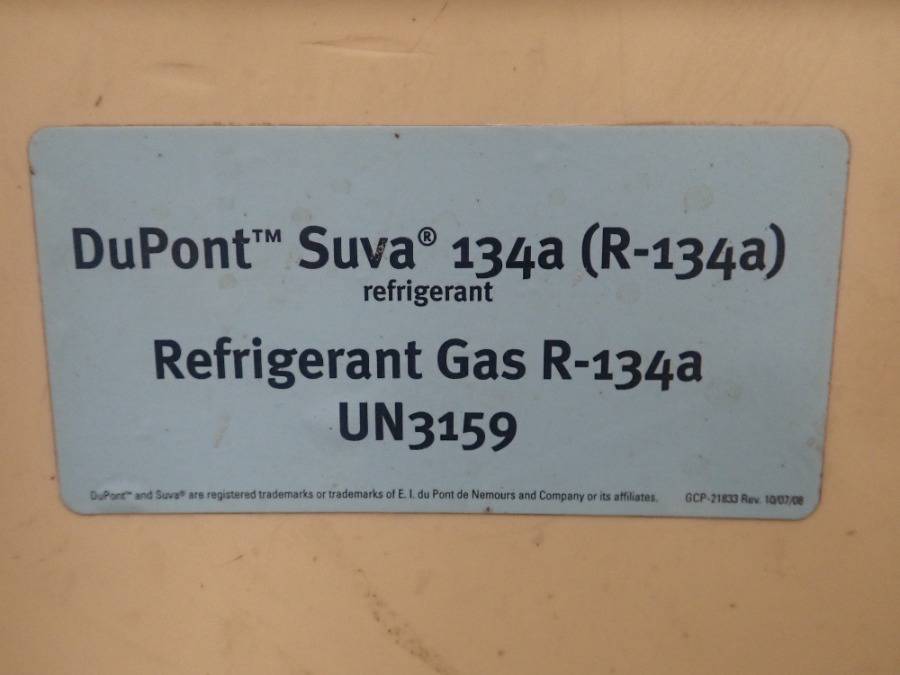 DuPont™ Suva® 134a (R-134a)
refrigerant
Refrigerant Gas R-134a
UN3159
DuPont™ and Suva® are registered trademarks or trademarks of E. I. du Pont de Nemours and Company or its affiliates. GCP-21833 Rev. 10/07/08